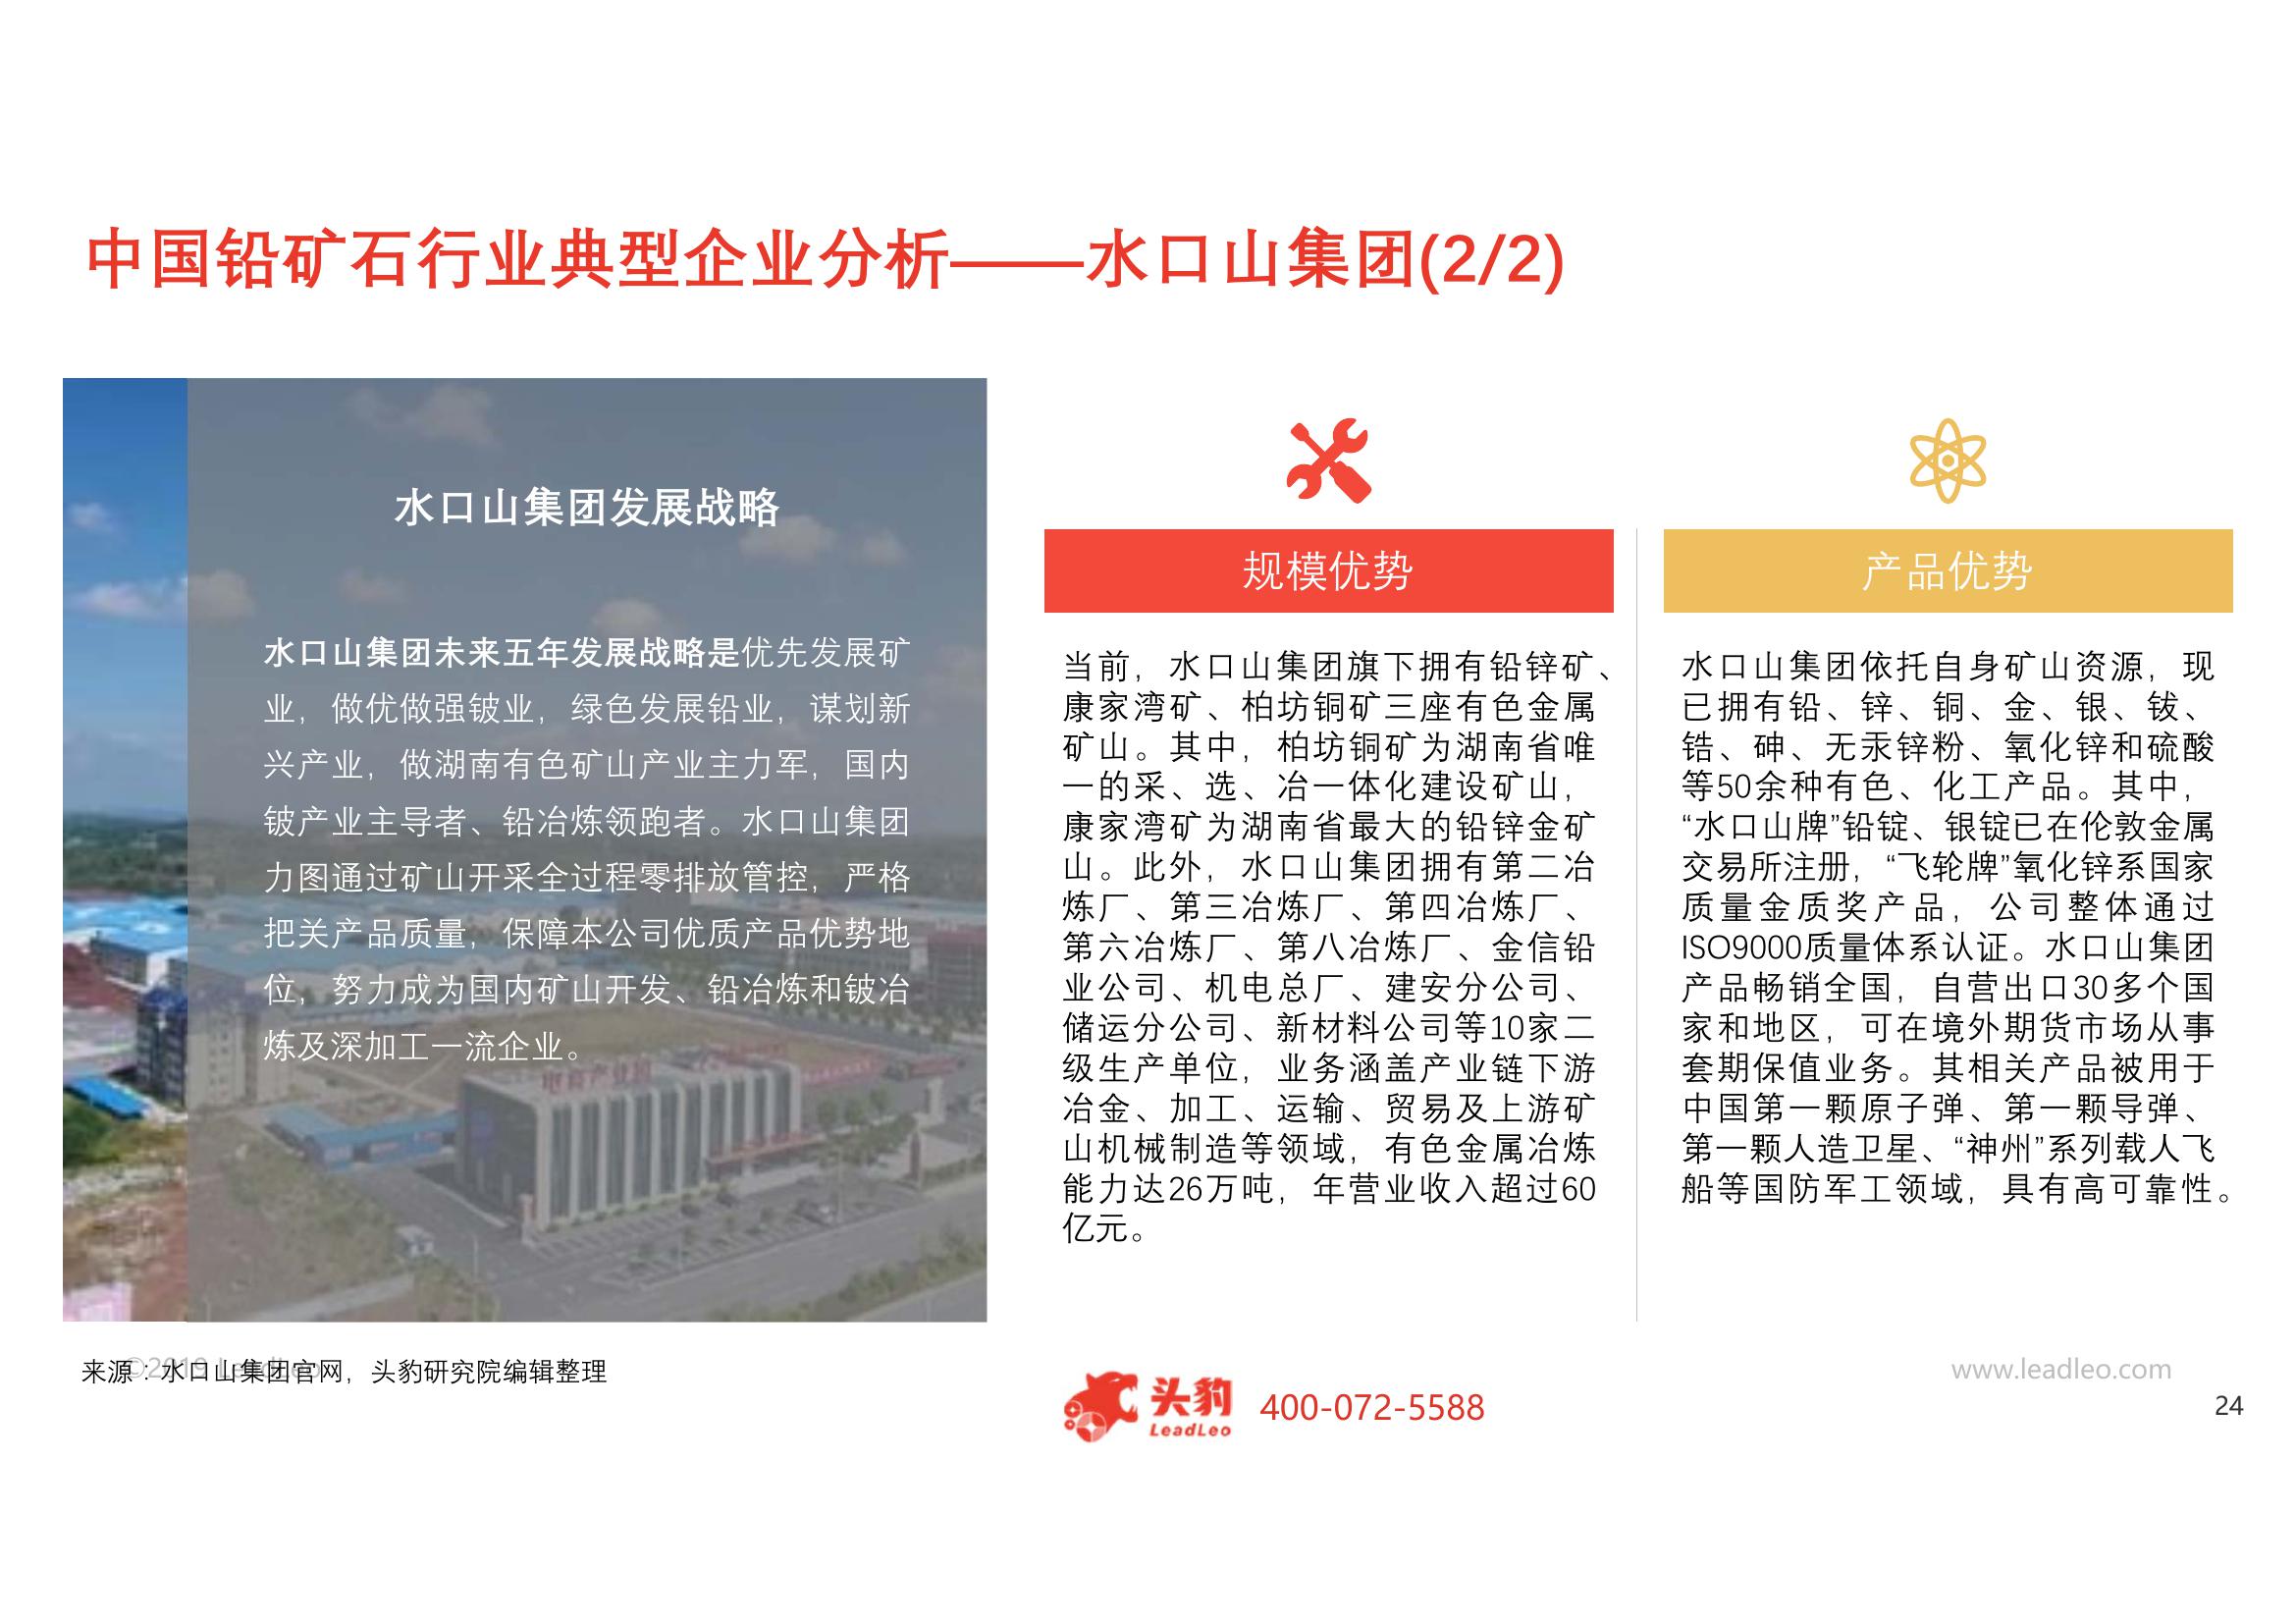 中国铅矿石行业典型企业分析——水口山集团(2/2)
水口山集团发展战略
水口山集团未来五年发展战略是优先发展矿
业，做优做强铍业，绿色发展铅业，谋划新
兴产业，做湖南有色矿山产业主力军，国内
铍产业主导者、铅冶炼领跑者。水口山集团
力图通过矿山开采全过程零排放管控，严格
把关产品质量，保障本公司优质产品优势地
位，努力成为国内矿山开发、铅冶炼和铍冶
炼及深加工一流企业。
规模优势
当前，水口山集团旗下拥有铅锌矿、
康家湾矿、柏坊铜矿三座有色金属
矿山。其中，柏坊铜矿为湖南省唯
一的采、选、冶一体化建设矿山，
康家湾矿为湖南省最大的铅锌金矿
山。此外，水口山集团拥有第二冶
炼厂、第三冶炼厂、第四冶炼厂、
第六冶炼厂、第八冶炼厂、金信铅
业公司、机电总厂、建安分公司、
储运分公司、新材料公司等10家二
级生产单位，业务涵盖产业链下游
冶金、加工、运输、贸易及上游矿
山机械制造等领域，有色金属冶炼
能力达26万吨，年营业收入超过60
亿元。
产品优势
水口山集团依托自身矿山资源，现
已拥有铅、锌、铜、金、银、铍、
锆、砷、无汞锌粉、氧化锌和硫酸
等50余种有色、化工产品。其中，
“水口山牌”铅锭、银锭已在伦敦金属
交易所注册，“飞轮牌”氧化锌系国家
质量金质奖产品，公司整体通过
ISO9000质量体系认证。水口山集团
产品畅销全国，自营出口30多个国
家和地区，可在境外期货市场从事
套期保值业务。其相关产品被用于
中国第一颗原子弹、第一颗导弹、
第一颗人造卫星、“神州”系列载人飞
船等国防军工领域，具有高可靠性。
©2019 LeadLeo
来源：水口山集团官网，头豹研究院编辑整理
头豹
LeadLeo
400-072-5588
www.leadleo.com
24